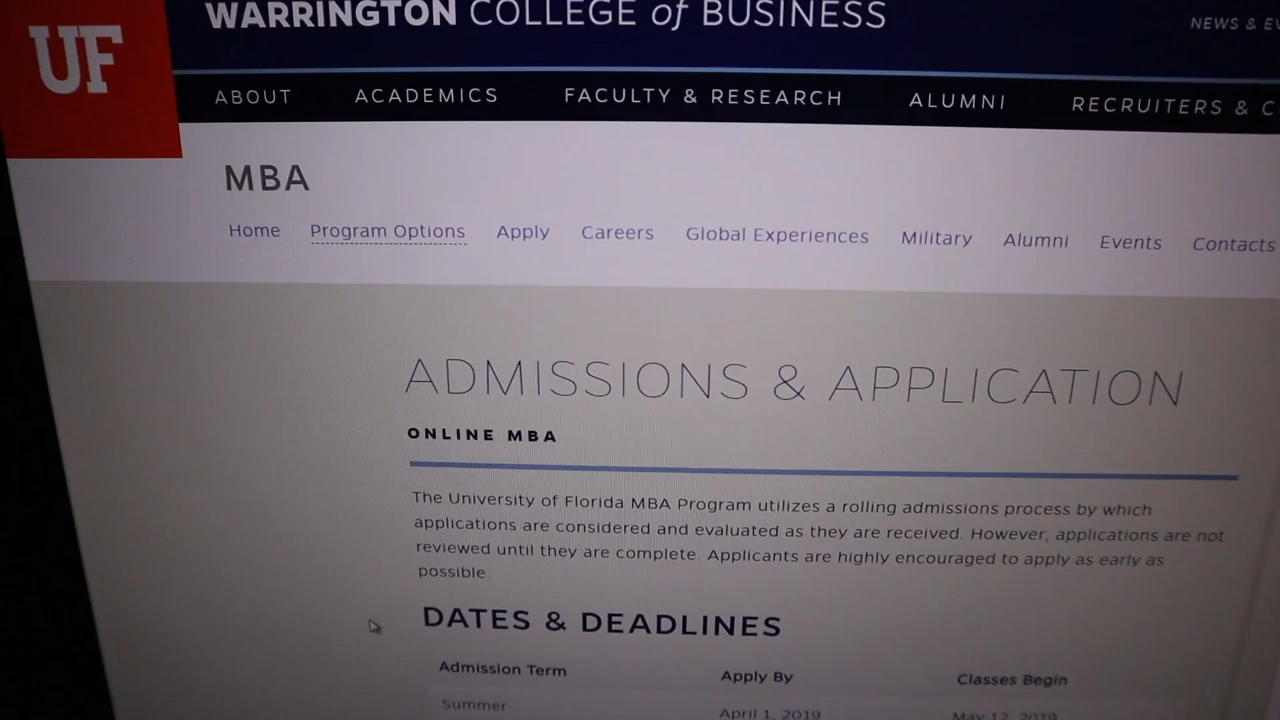 WARRINGTON COLLEGE of BUSINESS
NEWS & EV
UF
ABOUT ACADEMICS FACULTY & RESEARCH ALUMNI RECRUITERS & C
MBA
Home Program Options Apply Careers Global Experiences Military Alumni Events Contacts
ADMISSIONS & APPLICATION
ONLINE MBA
The University of Florida MBA Program utilizes a rolling admissions process by which
applications are considered and evaluated as they are received. However, applications are not
reviewed until they are complete. Applicants are highly encouraged to apply as early as
possible.
DATES & DEADLINES
Admission Term Apply By Classes Begin
Summer April 1, 2019 May 12, 2019